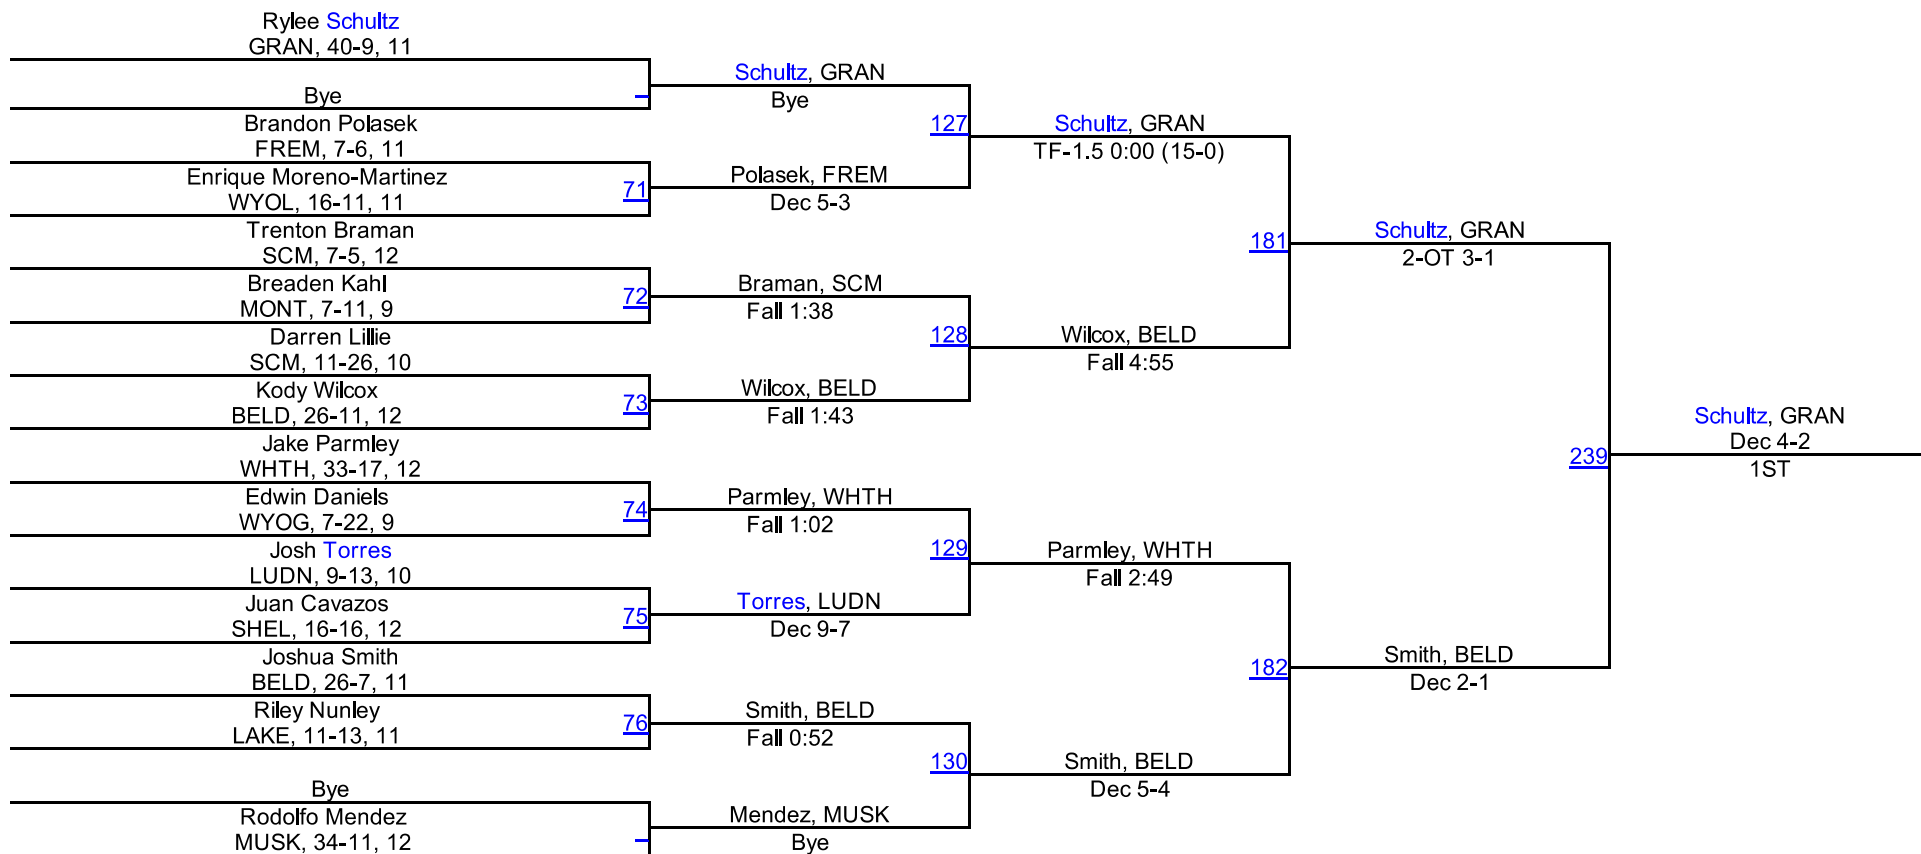 Rylee Schultz
GRAN, 40-9, 11
Bye
Brandon Polasek
FREM, 7-6, 11
Enrique Moreno-Martinez
WYOL, 16-11, 11
71
Trenton Braman
SCM, 7-5, 12
Breaden Kahl
MONT, 7-11, 9
72
Darren Lillie
SCM, 11-26, 10
Kody Wilcox
BELD, 26-11, 12
73
Jake Parmley
WHTH, 33-17, 12
Edwin Daniels
WYOG, 7-22, 9
74
Josh Torres
LUDN, 9-13, 10
Juan Cavazos
SHEL, 16-16, 12
75
Joshua Smith
BELD, 26-7, 11
Riley Nunley
LAKE, 11-13, 11
76
Bye
Rodolfo Mendez
MUSK, 34-11, 12
Schultz, GRAN
Bye
127
Polasek, FREM
Dec 5-3
Braman, SCM
Fall 1:38
128
Wilcox, BELD
Fall 1:43
Parmley, WHTH
Fall 1:02
129
Torres, LUDN
Dec 9-7
Smith, BELD
Fall 0:52
130
Mendez, MUSK
Bye
Schultz, GRAN
TF-1.5 0:00 (15-0)
181
Wilcox, BELD
Fall 4:55
Parmley, WHTH
Fall 2:49
182
Smith, BELD
Dec 5-4
Schultz, GRAN
2-OT 3-1
239
Smith, BELD
Dec 2-1
Schultz, GRAN
Dec 4-2
1ST